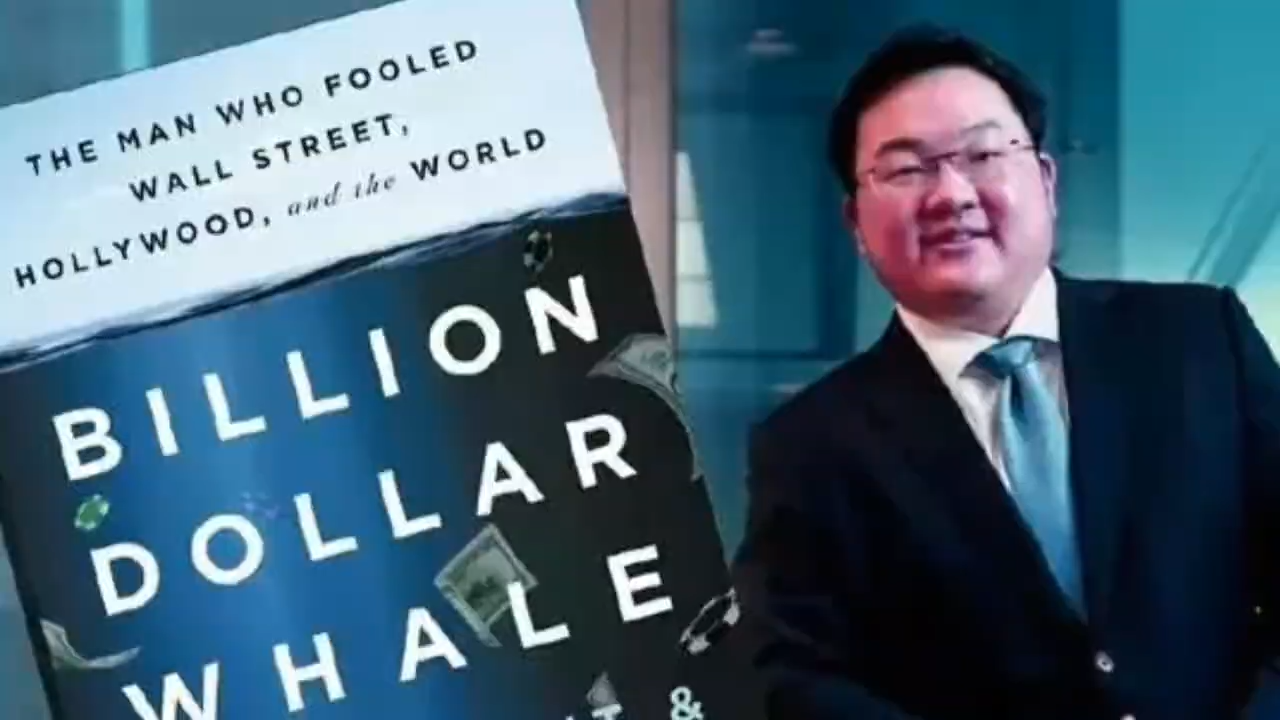 THE MAN WHO FOOLED
WALL STREET,
HOLLYWOOD, and the WORLD
BILLION
DOLLAR
WHALE
&